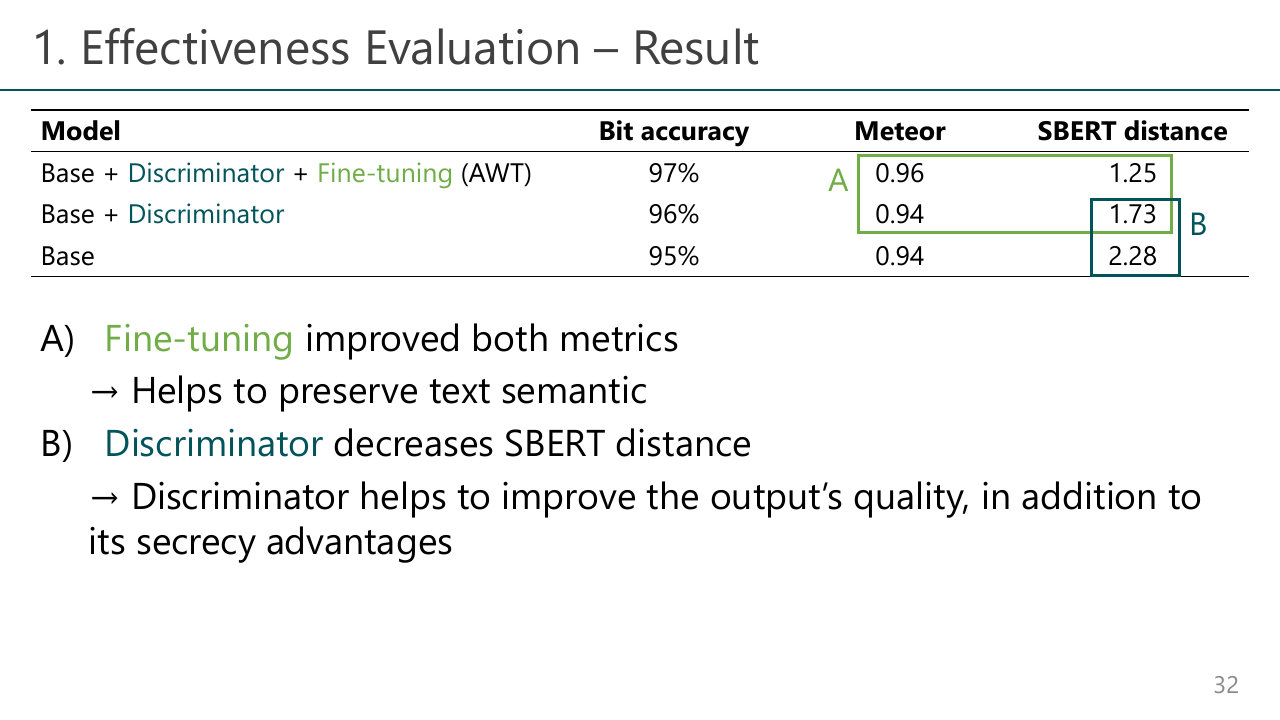 1. Effectiveness Evaluation – Result
Model Bit accuracy Meteor SBERT distance
Base + Discriminator + Fine-tuning (AWT) 97% A 0.96 1.25
Base + Discriminator 96% 0.94 1.73 B
Base 95% 0.94 2.28
A) Fine-tuning improved both metrics
→ Helps to preserve text semantic
B) Discriminator decreases SBERT distance
→ Discriminator helps to improve the output’s quality, in addition to
its secrecy advantages
32